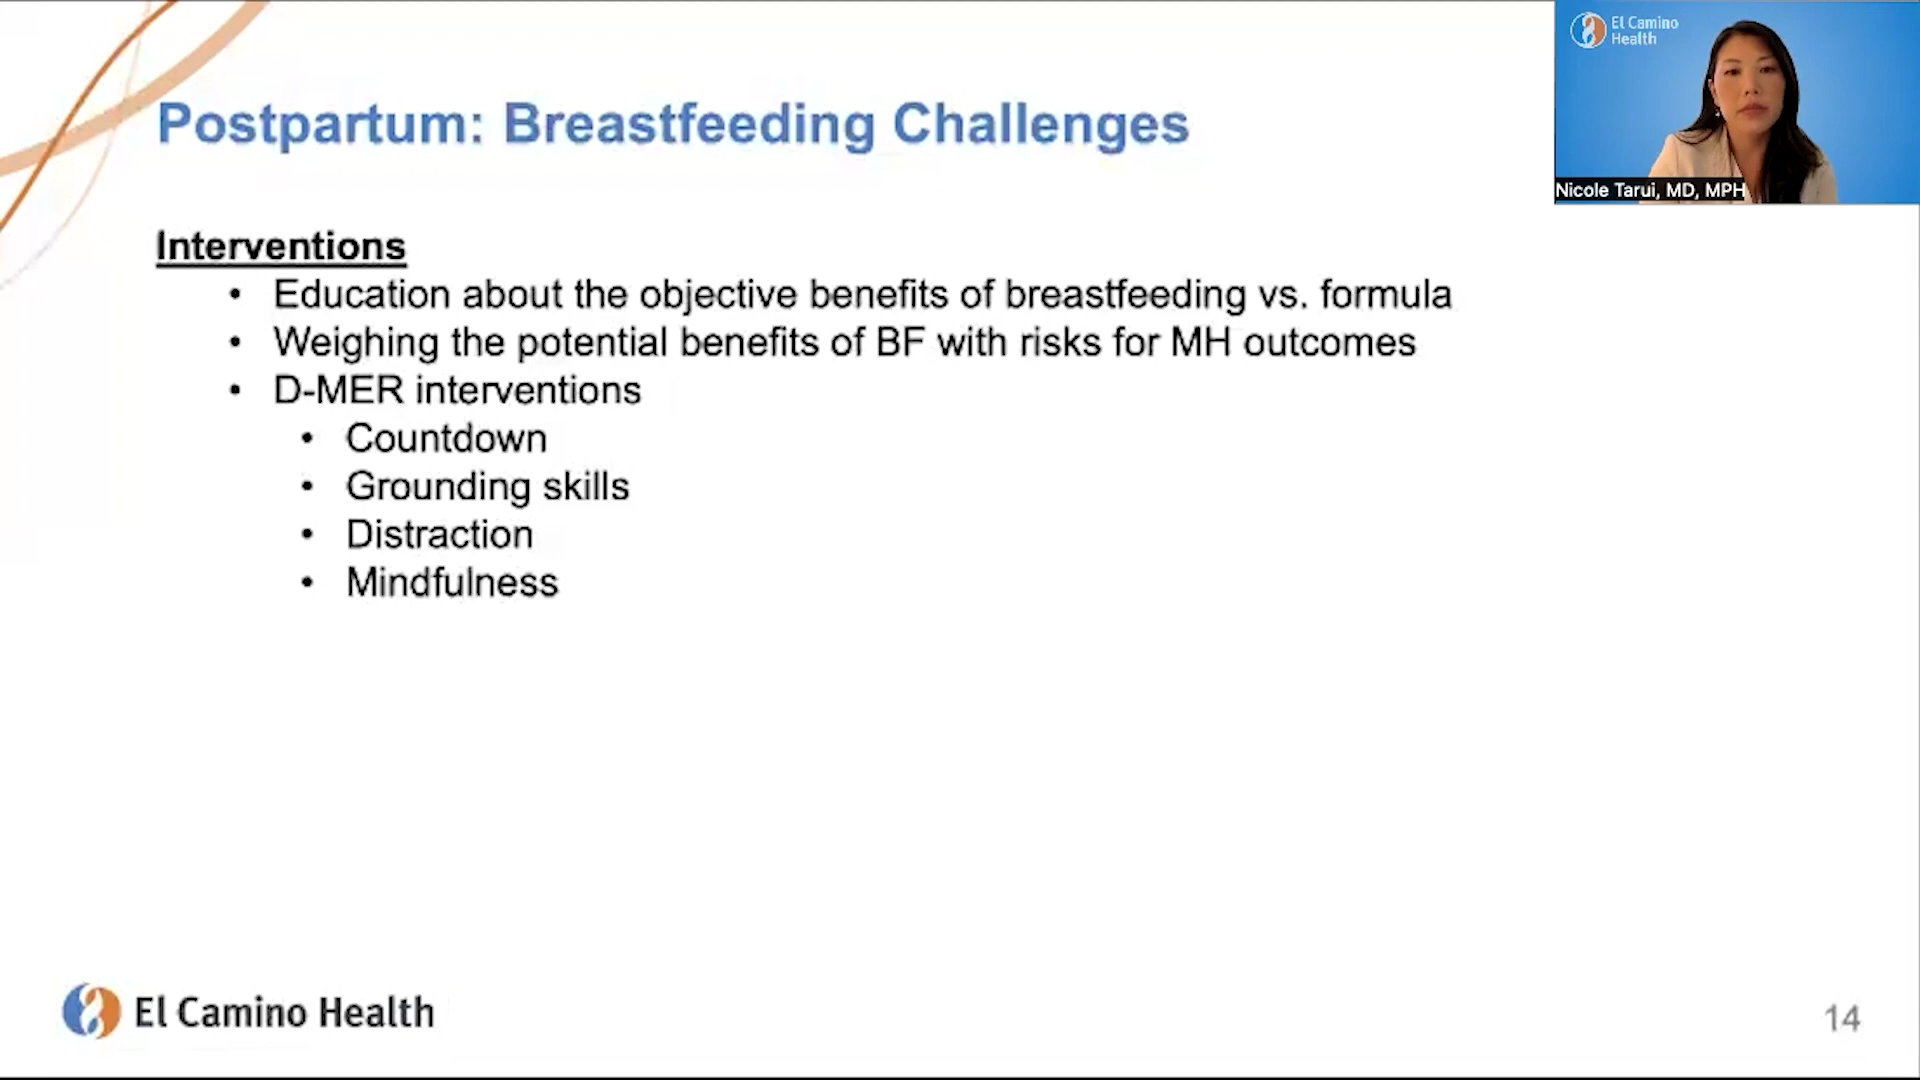 El Camino
Health
Nicole Tarui, MD, MPH
Postpartum: Breastfeeding Challenges
Interventions
• Education about the objective benefits of breastfeeding vs. formula
• Weighing the potential benefits of BF with risks for MH outcomes
• D-MER interventions
• Countdown
• Grounding skills
• Distraction
• Mindfulness
El Camino Health
14